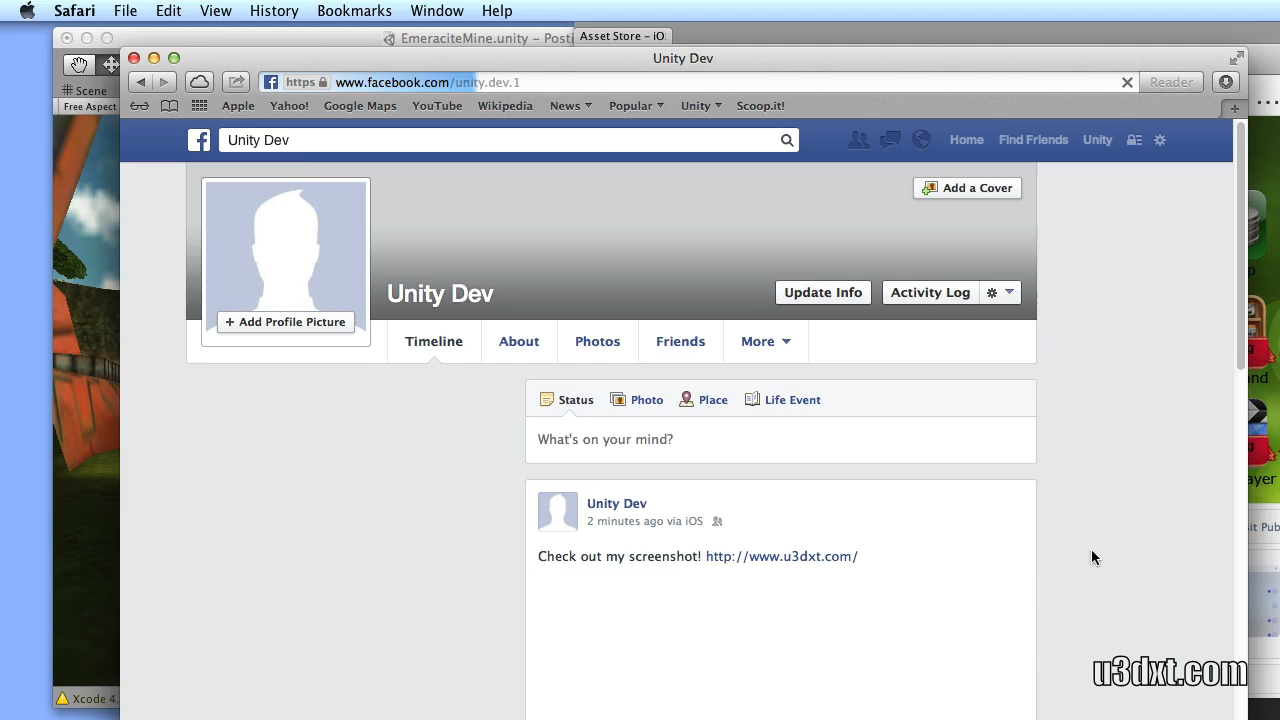 Safari File Edit View History Bookmarks Window Help
EmeraciteMine.unity – Posti
Asset Store – iO
Unity Dev
https www.facebook.com/unity.dev.1
Reader
Scene
Free Aspect
Apple Yahoo! Google Maps YouTube Wikipedia News Popular Unity Scoop.it!
Unity Dev
Home Find Friends Unity
Add a Cover
Unity Dev
Update Info
Activity Log
+ Add Profile Picture
Timeline About Photos Friends More
Status Photo Place Life Event
What's on your mind?
Unity Dev
2 minutes ago via iOS
Check out my screenshot! http://www.u3dxt.com/
u3dxt.com
Xcode 4.